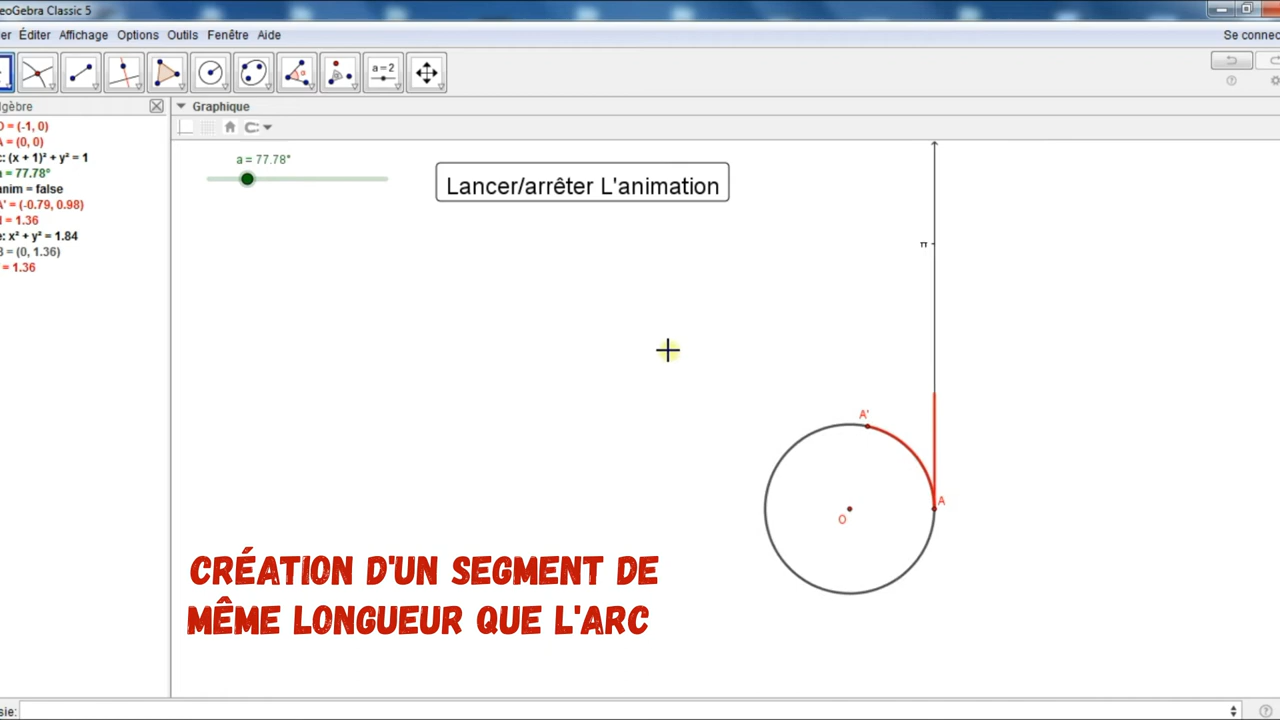 eoGebra Classic 5
er Éditer Affichage Options Outils Fenêtre Aide Se connec
a=2
gèbre Graphique
O = (-1, 0)
A = (0, 0)
c: (x + 1)² + y² = 1
a = 77.78°
anim = false
A' = (-0.79, 0.98)
= 1.36
e: x² + y² = 1.84
B = (0, 1.36)
= 1.36
a = 77.78°
Lancer/arrêter L'animation
π
A'
A
O
CRÉATION D'UN SEGMENT DE
MÊME LONGUEUR QUE L'ARC
sie: